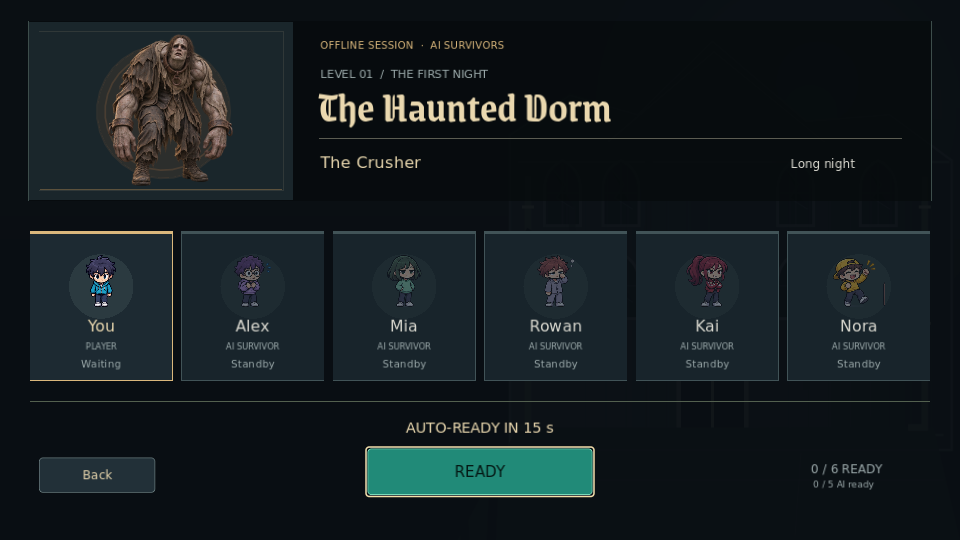 OFFLINE SESSION · AI SURVIVORS
LEVEL 01 / THE FIRST NIGHT
The Haunted Dorm
The Crusher
Long night
You
PLAYER
Waiting
Alex
AI SURVIVOR
Standby
Mia
AI SURVIVOR
Standby
Rowan
AI SURVIVOR
Standby
Kai
AI SURVIVOR
Standby
Nora
AI SURVIVOR
Standby
AUTO-READY IN 15 s
Back
READY
0 / 6 READY
0 / 5 AI ready